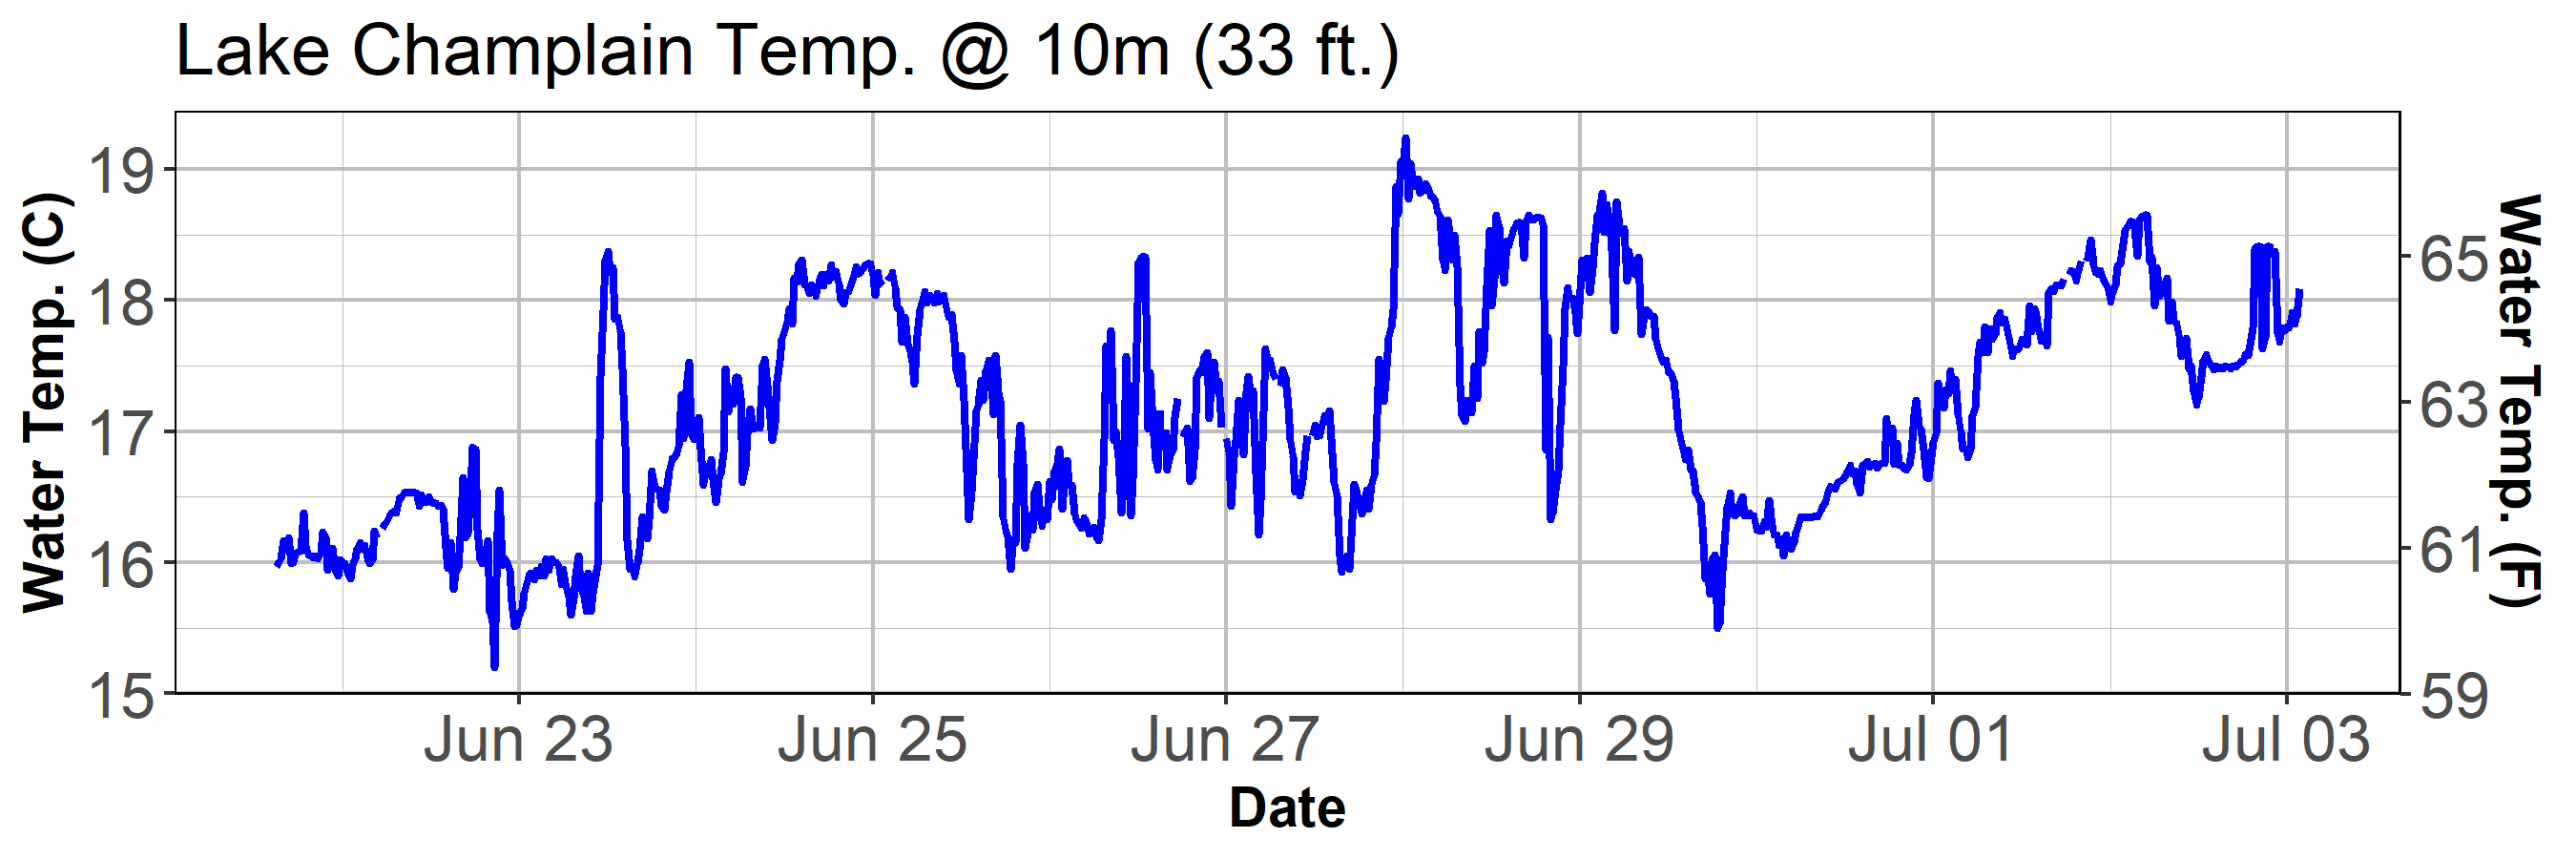 Lake Champlain Temp. @ 10m (33 ft.)
Water Temp. (C)
19
18
17
16
15
65
63
61
59
Water Temp. (F)
Jun 23 Jun 25 Jun 27 Jun 29 Jul 01 Jul 03
Date